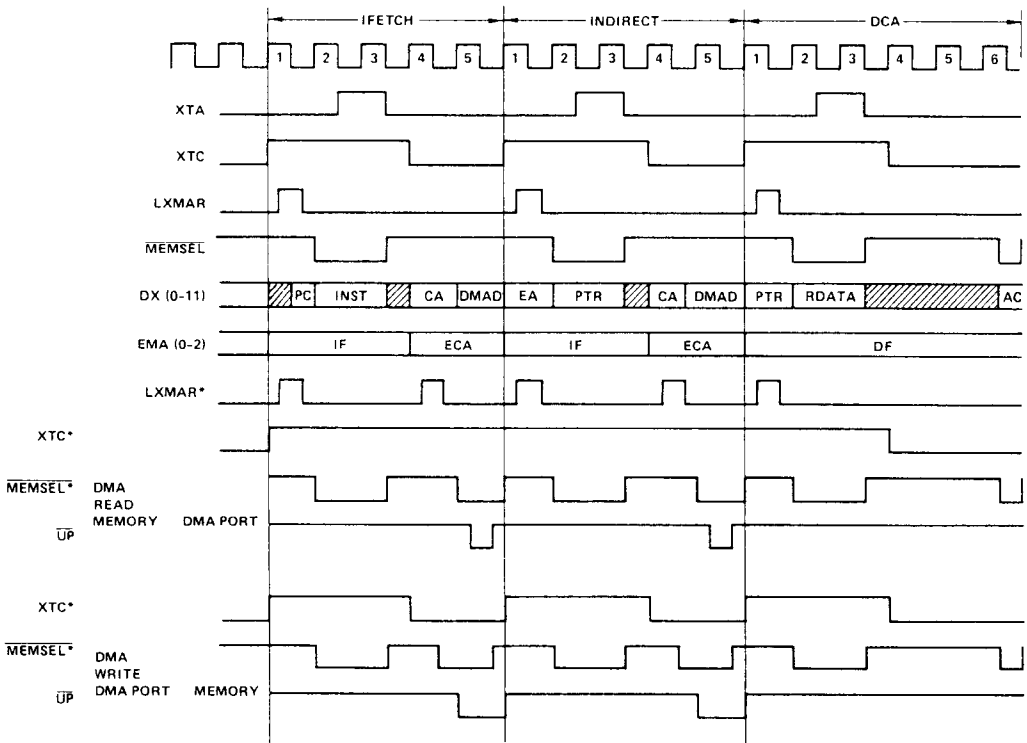 IFETCH INDIRECT DCA
1 2 3 4 5 1 2 3 4 5 1 2 3 4 5 6
XTA
XTC
LXMAR
MEMSEL
DX (0-11) PC INST CA DMAD EA PTR CA DMAD PTR RDATA AC
EMA (0-2) IF ECA IF ECA DF
LXMAR*
XTC*
MEMSEL* DMA
READ
MEMORY DMA PORT
UP
XTC*
MEMSEL* DMA
WRITE
DMA PORT MEMORY
UP